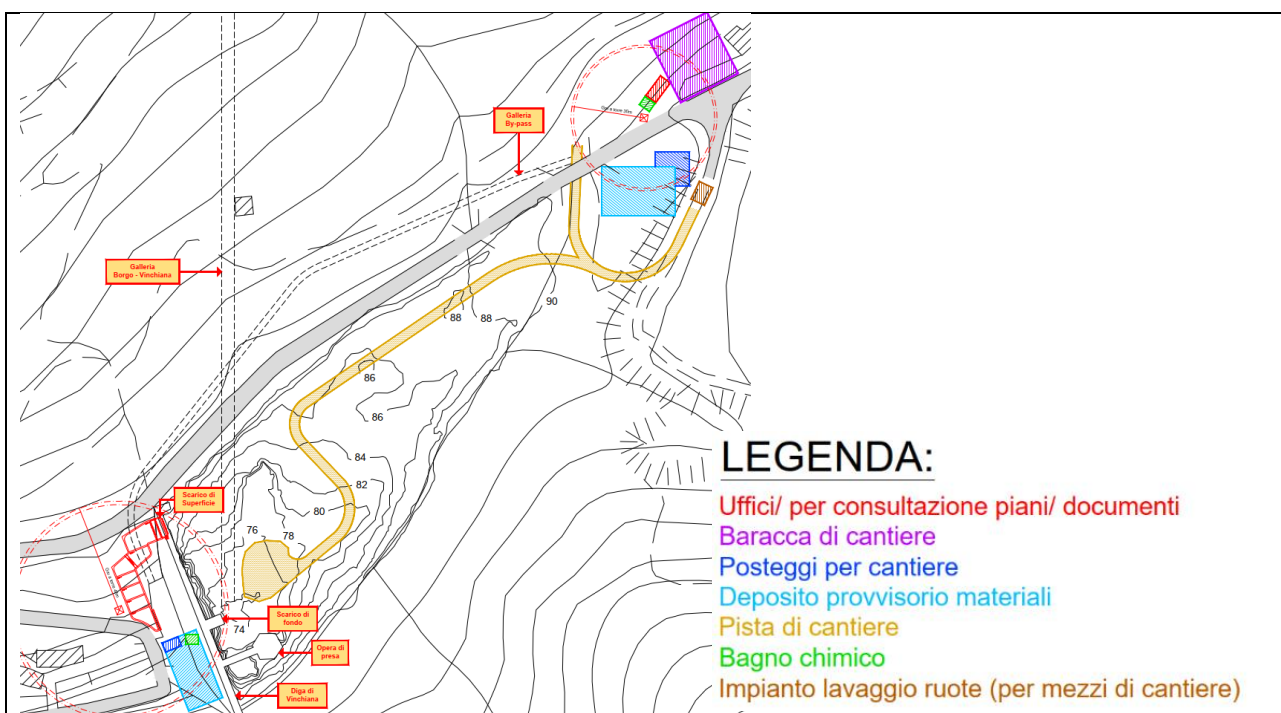 Galleria
By-pass
Galleria
Borgo - Vinchiana
90
88
88
86
86
84
82
80
78
76
74
Scarico di
Superficie
Scarico di
fondo
Opera di
presa
Diga di
Vinchiana
LEGENDA:
Uffici/ per consultazione piani/ documenti
Baracca di cantiere
Posteggi per cantiere
Deposito provvisorio materiali
Pista di cantiere
Bagno chimico
Impianto lavaggio ruote (per mezzi di cantiere)